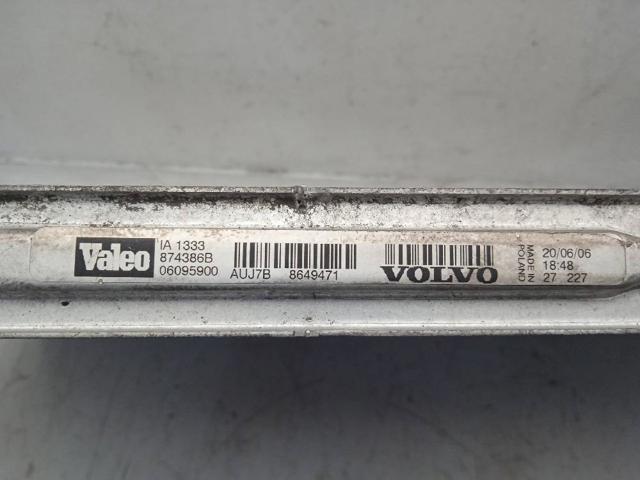 Valeo
IA 1333
874386B
06095900
AUJ7B 8649471
VOLVO
MADE IN
POLAND
20/06/06
18:48
27 227